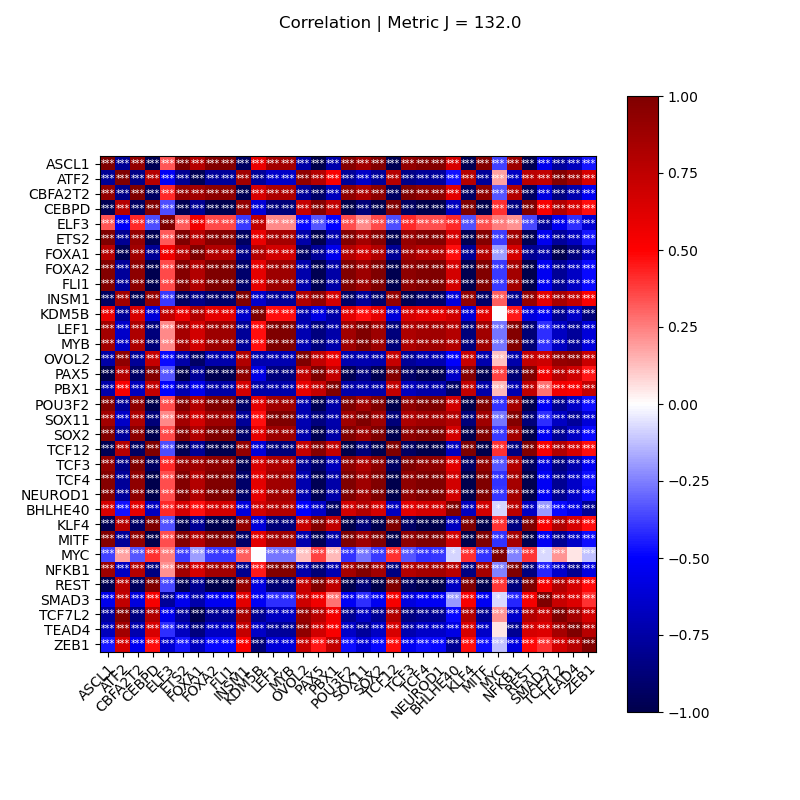 Correlation | Metric J = 132.0
ASCL1
ATF2
CBFA2T2
CEBPD
ELF3
ETS2
FOXA1
FOXA2
FLI1
INSM1
KDM5B
LEF1
MYB
OVOL2
PAX5
PBX1
POU3F2
SOX11
SOX2
TCF12
TCF3
TCF4
NEUROD1
BHLHE40
KLF4
MITF
MYC
NFKB1
REST
SMAD3
TCF7L2
TEAD4
ZEB1
ASCL1
ATF2
CBFA2T2
CEBPD
ELF3
ETS2
FOXA1
FOXA2
FLI1
INSM1
KDM5B
LEF1
MYB
OVOL2
PAX5
PBX1
POU3F2
SOX11
SOX2
TCF12
TCF3
TCF4
NEUROD1
BHLHE40
KLF4
MITF
MYC
NFKB1
REST
SMAD3
TCF7L2
TEAD4
ZEB1
1.00
0.75
0.50
0.25
0.00
−0.25
−0.50
−0.75
−1.00